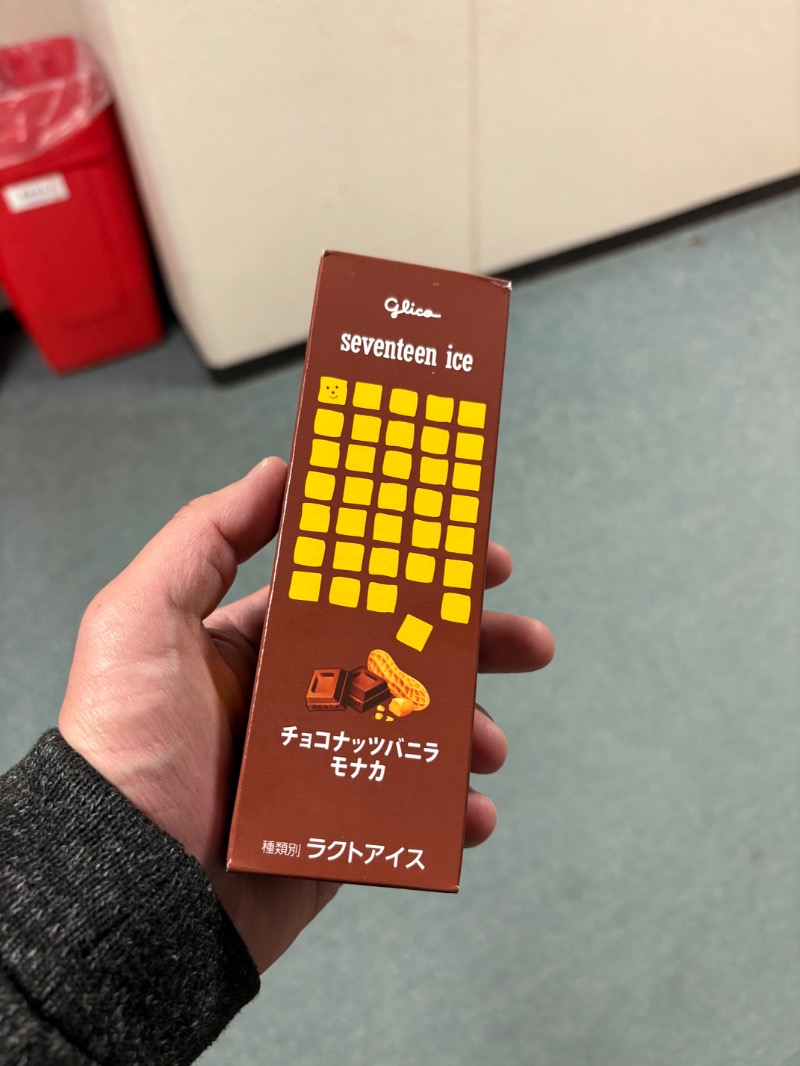 Glico
seventeen ice
チョコナッツバニラ
モナカ
種類別 ラクトアイス